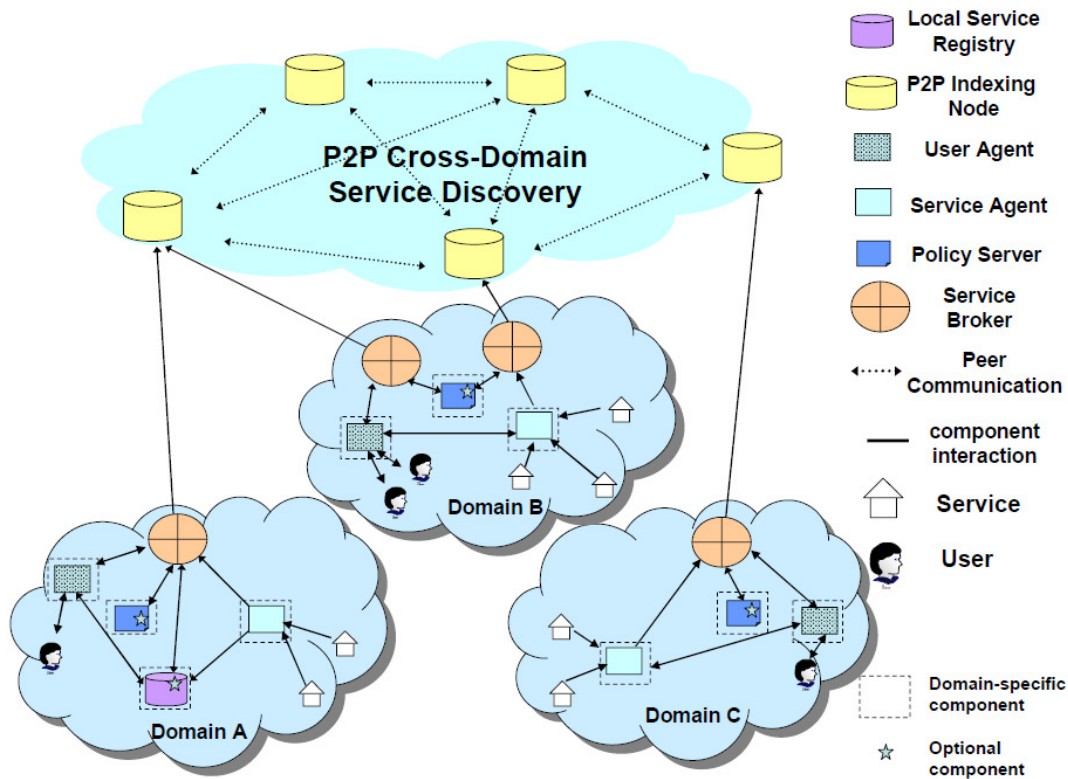 P2P Cross-Domain
Service Discovery
Domain B
Domain A
Domain C
Local Service
Registry
P2P Indexing
Node
User Agent
Service Agent
Policy Server
Service
Broker
Peer
Communication
component
interaction
Service
User
Domain-specific
component
Optional
component